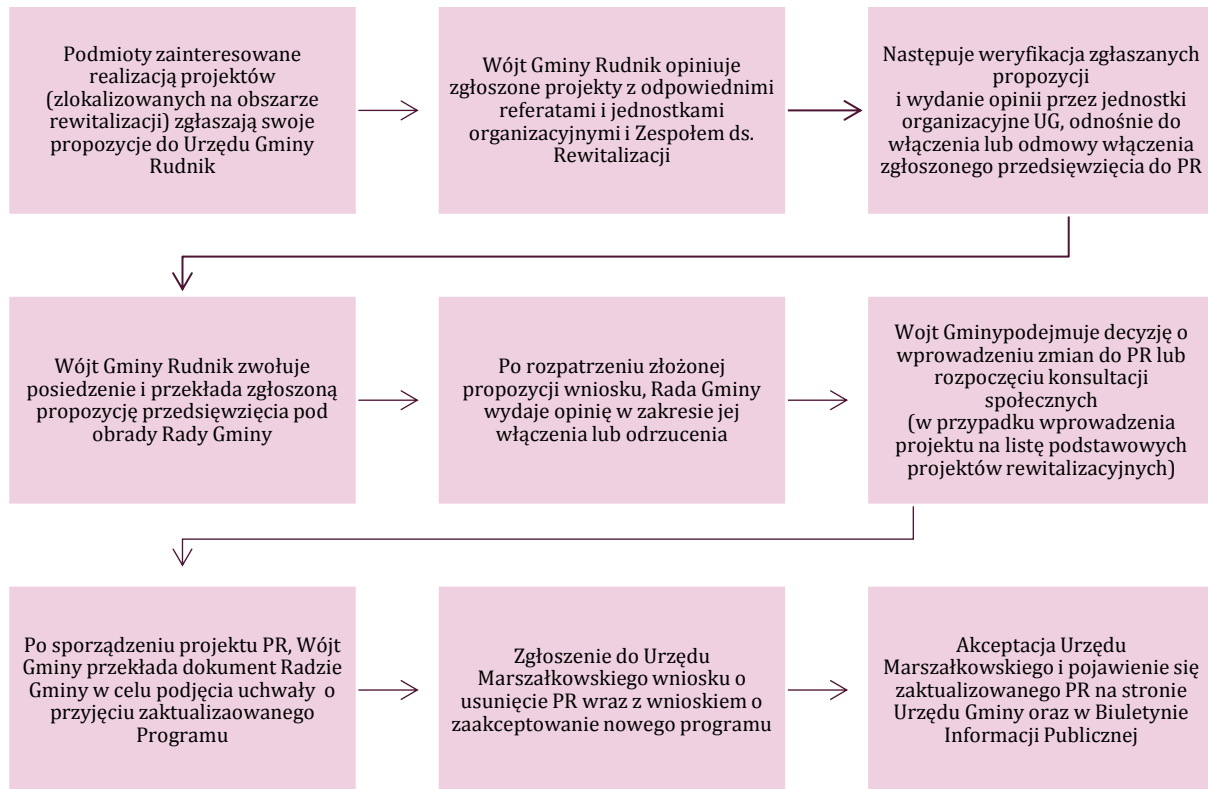 Podmioty zainteresowane
realizacją projektów
(zlokalizowanych na obszarze
rewitalizacji) zgłaszają swoje
propozycje do Urzędu Gminy
Rudnik
Wójt Gminy Rudnik opiniuje
zgłoszone projekty z odpowiednimi
referatami i jednostkami
organizacyjnymi i Zespołem ds.
Rewitalizacji
Następuje weryfikacja zgłaszanych
propozycji
i wydanie opinii przez jednostki
organizacyjne UG, odnośnie do
włączenia lub odmowy włączenia
zgłoszonego przedsięwzięcia do PR
Wójt Gminy Rudnik zwołuje
posiedzenie i przekłada zgłoszoną
propozycję przedsięwzięcia pod
obrady Rady Gminy
Po rozpatrzeniu złożonej
propozycji wniosku, Rada Gminy
wydaje opinię w zakresie jej
włączenia lub odrzucenia
Wojt Gminypodejmuje decyzję o
wprowadzeniu zmian do PR lub
rozpoczęciu konsultacji
społecznych
(w przypadku wprowadzenia
projektu na listę podstawowych
projektów rewitalizacyjnych)
Po sporządzeniu projektu PR, Wójt
Gminy przekłada dokument Radzie
Gminy w celu podjęcia uchwały o
przyjęciu zaktualizaowanego
Programu
Zgłoszenie do Urzędu
Marszałkowskiego wniosku o
usunięcie PR wraz z wnioskiem o
zaakceptowanie nowego programu
Akceptacja Urzędu
Marszałkowskiego i pojawienie się
zaktualizowanego PR na stronie
Urzędu Gminy oraz w Biuletynie
Informacji Publicznej